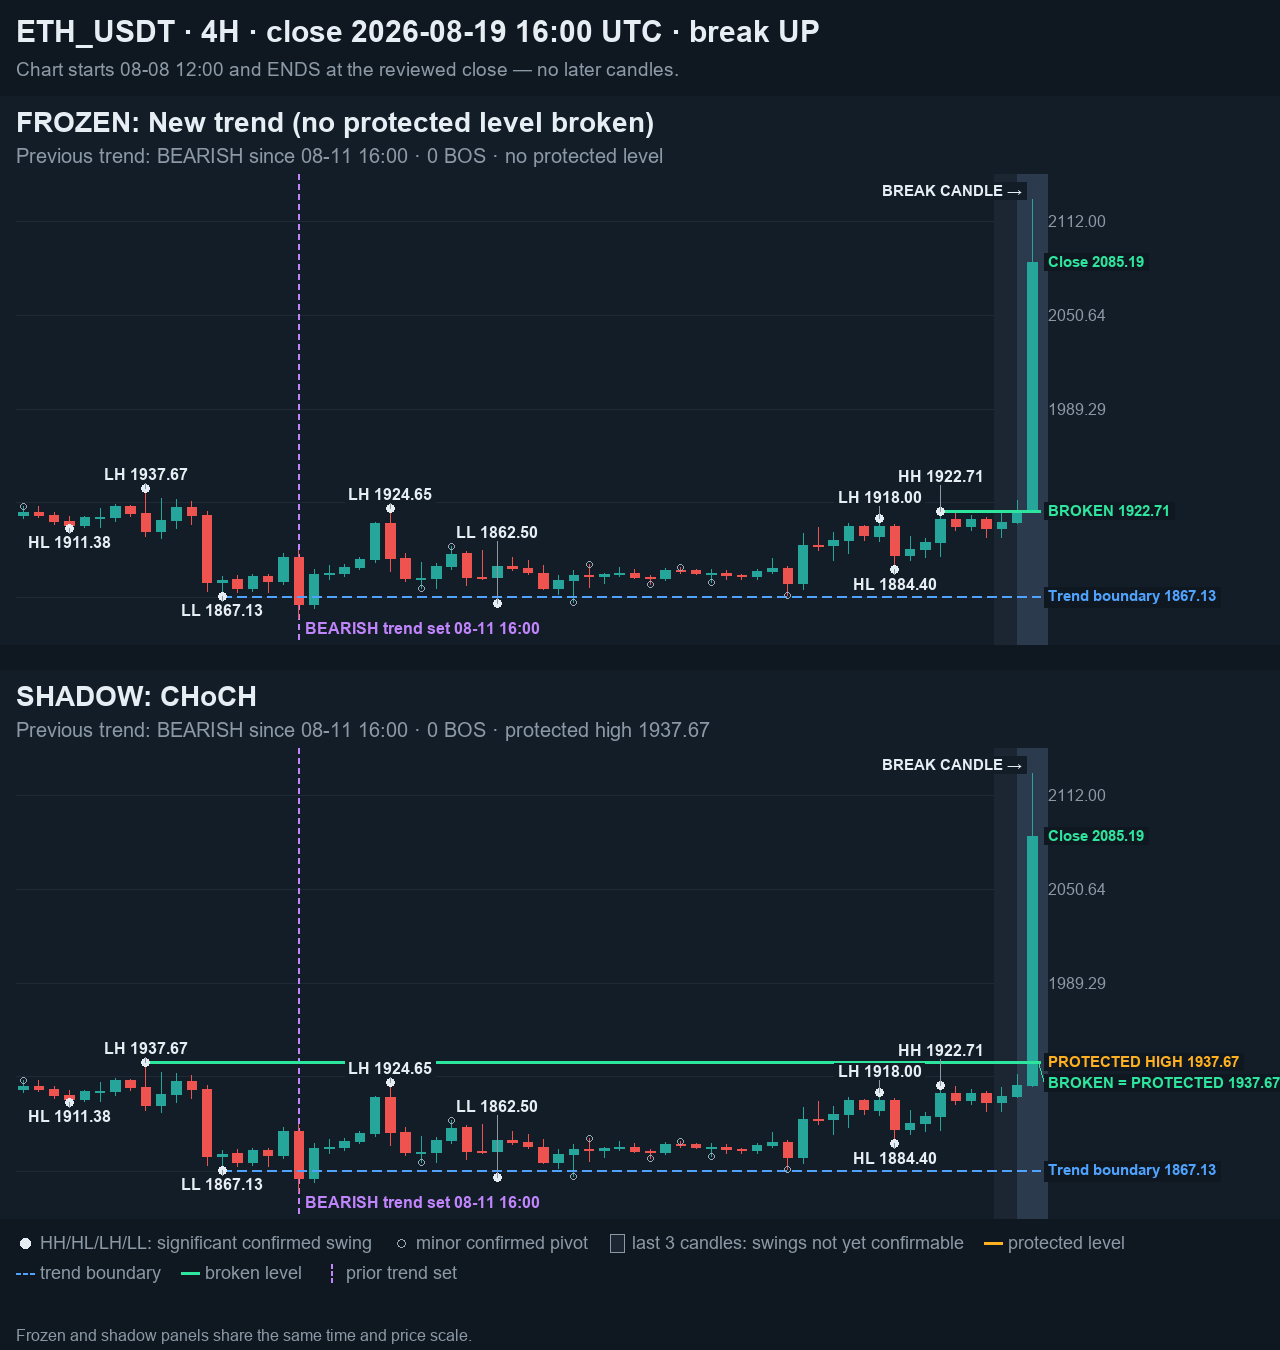 ETH_USDT · 4H · close 2026-08-19 16:00 UTC · break UP
Chart starts 08-08 12:00 and ENDS at the reviewed close — no later candles.
FROZEN: New trend (no protected level broken)
Previous trend: BEARISH since 08-11 16:00 · 0 BOS · no protected level
BREAK CANDLE →
2112.00
Close 2085.19
2050.64
1989.29
LH 1937.67
HH 1922.71
LH 1924.65
LH 1918.00
BROKEN 1922.71
LL 1862.50
HL 1911.38
HL 1884.40
Trend boundary 1867.13
LL 1867.13
BEARISH trend set 08-11 16:00
SHADOW: CHoCH
Previous trend: BEARISH since 08-11 16:00 · 0 BOS · protected high 1937.67
BREAK CANDLE →
2112.00
Close 2085.19
2050.64
1989.29
LH 1937.67
HH 1922.71
PROTECTED HIGH 1937.67
LH 1924.65
LH 1918.00
BROKEN = PROTECTED 1937.67
LL 1862.50
HL 1911.38
HL 1884.40
Trend boundary 1867.13
LL 1867.13
BEARISH trend set 08-11 16:00
HH/HL/LH/LL: significant confirmed swing
minor confirmed pivot
last 3 candles: swings not yet confirmable
protected level
trend boundary
broken level
prior trend set
Frozen and shadow panels share the same time and price scale.